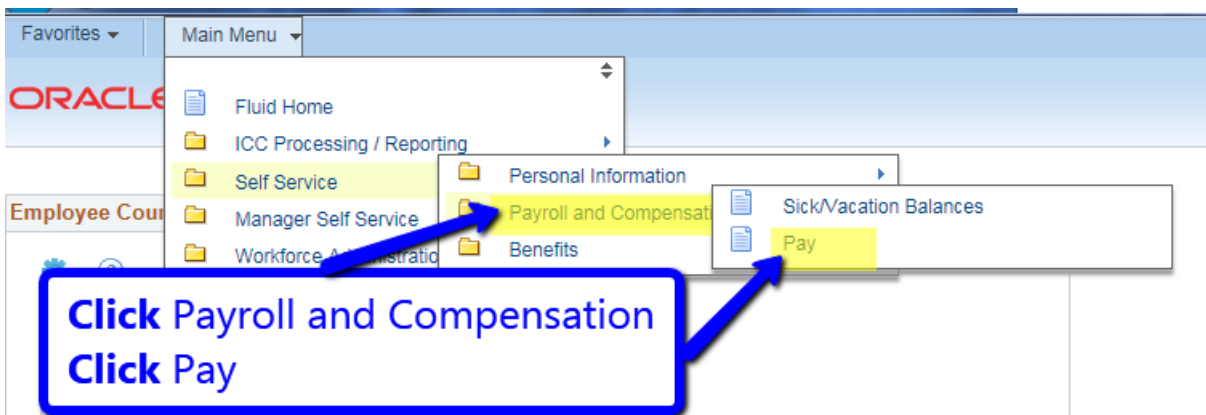 Favorites Main Menu
ORACLE
Fluid Home
ICC Processing / Reporting
Self Service Personal Information
Employee Cour Manager Self Service Payroll and Compensati Sick/Vacation Balances
Workforce Administratio Benefits Pay
Click Payroll and Compensation
Click Pay